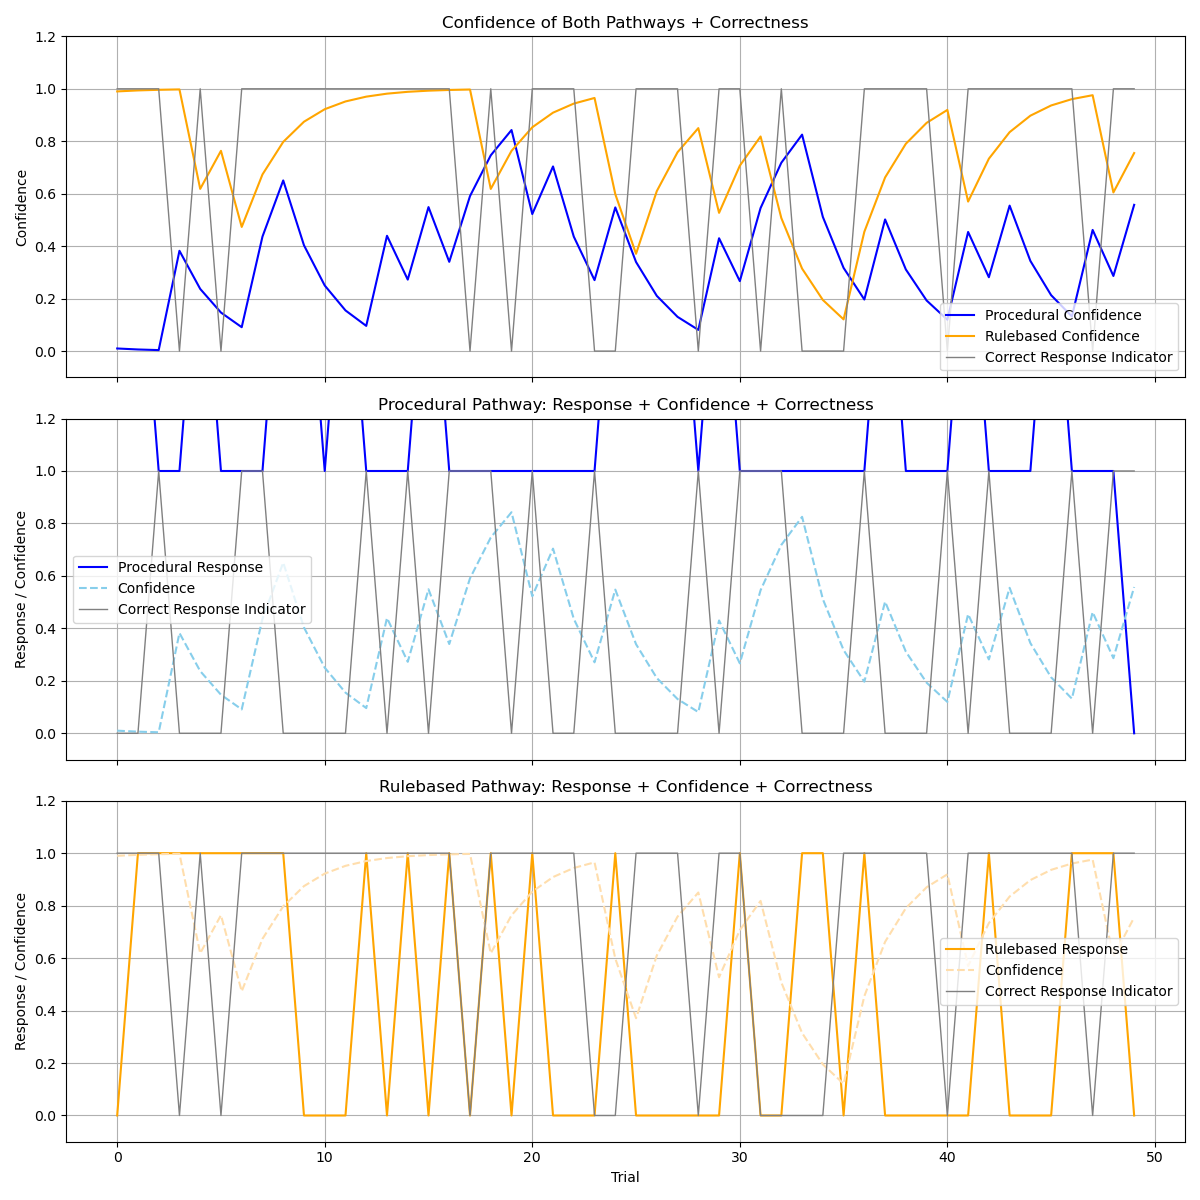 Confidence of Both Pathways + Correctness
1.2
1.0
0.8
0.6
0.4
0.2
0.0
Confidence
Procedural Confidence
Rulebased Confidence
Correct Response Indicator
Procedural Pathway: Response + Confidence + Correctness
1.2
1.0
0.8
0.6
0.4
0.2
0.0
Response / Confidence
Procedural Response
Confidence
Correct Response Indicator
Rulebased Pathway: Response + Confidence + Correctness
1.2
1.0
0.8
0.6
0.4
0.2
0.0
Response / Confidence
Rulebased Response
Confidence
Correct Response Indicator
0 10 20 30 40 50
Trial